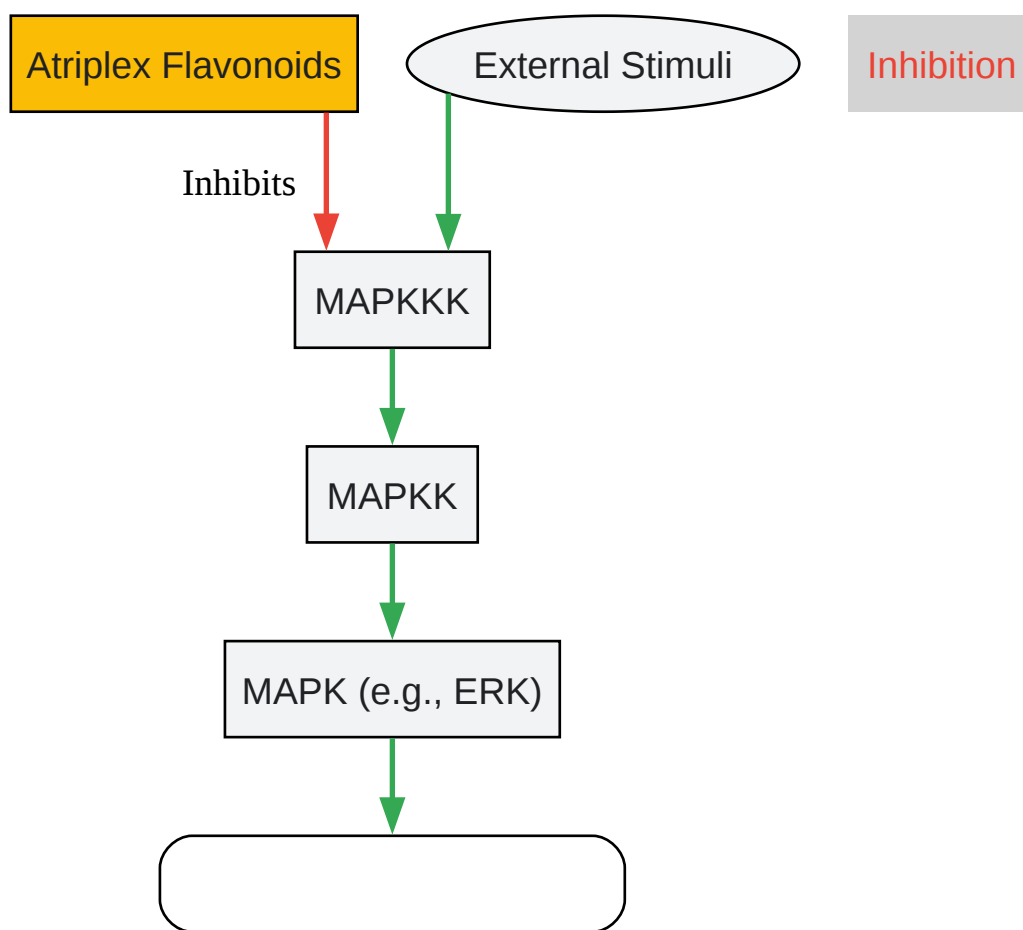 Atriplex Flavonoids
External Stimuli
Inhibition
Inhibits
MAPKKK
MAPKK
MAPK (e.g., ERK)